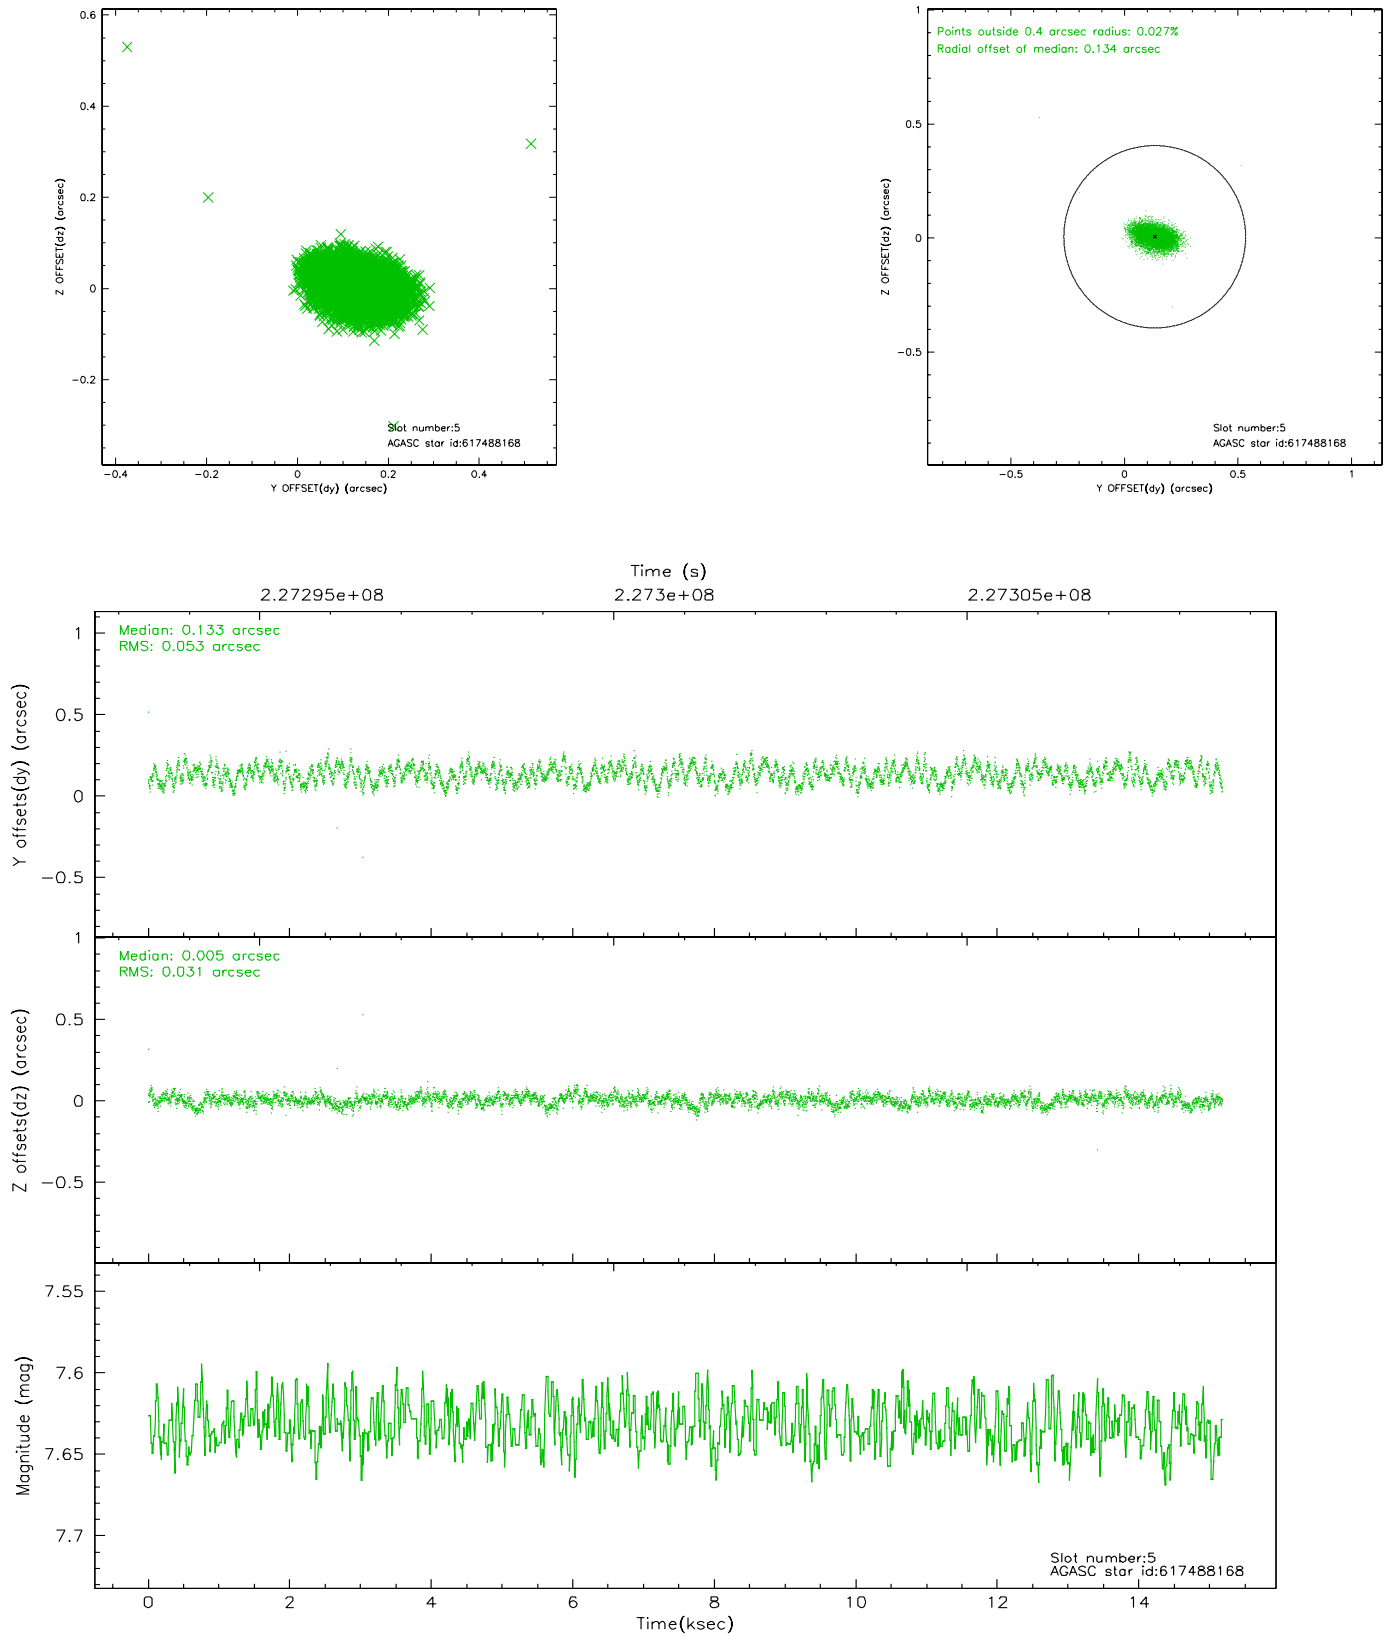 0.6
0.4
0.2
0
−0.2
Z OFFSET(dz) (arcsec)
−0.4
−0.2
0
0.2
0.4
Y OFFSET(dy) (arcsec)
Slot number:5
AGASC star id:617488168
Points outside 0.4 arcsec radius: 0.027%
Radial offset of median: 0.134 arcsec
1
0.5
0
−0.5
Z OFFSET(dz) (arcsec)
−0.5
0
0.5
1
Y OFFSET(dy) (arcsec)
Slot number:5
AGASC star id:617488168
Time (s)
2.27295e+08
2.273e+08
2.27305e+08
Median: 0.133 arcsec
RMS: 0.053 arcsec
1
0.5
0
−0.5
Y offsets(dy) (arcsec)
Median: 0.005 arcsec
RMS: 0.031 arcsec
1
0.5
0
−0.5
Z offsets(dz) (arcsec)
7.55
7.6
7.65
7.7
Magnitude (mag)
Slot number:5
AGASC star id:617488168
0
2
4
6
8
10
12
14
Time(ksec)